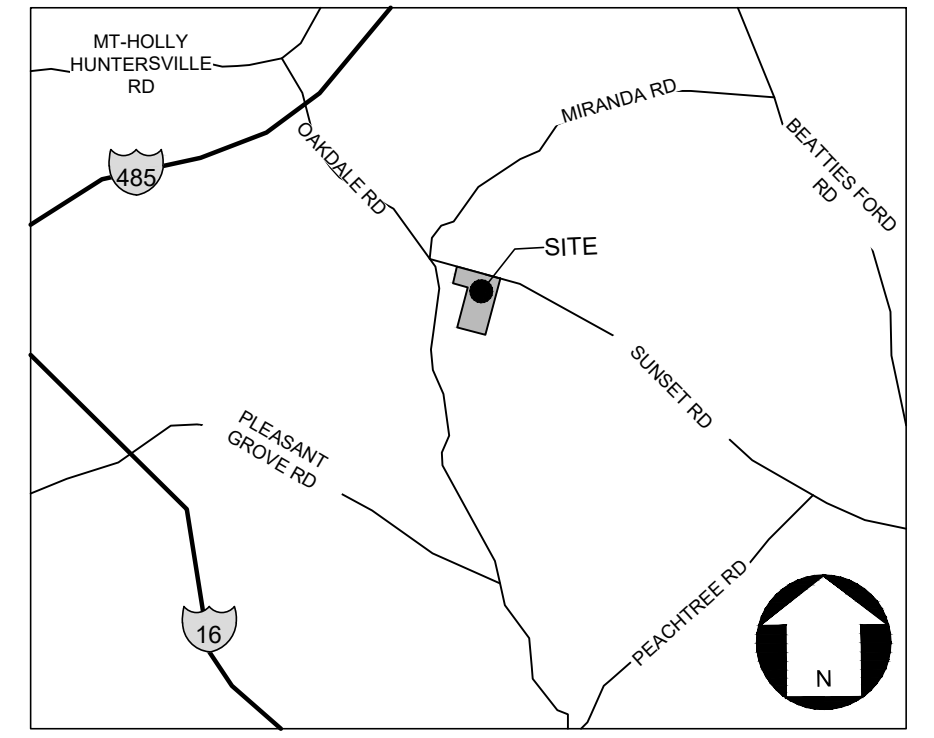 MT-HOLLY
HUNTERSVILLE
RD
MIRANDA RD
BEATTIES FORD
RD
OAKDALE RD
485
SITE
SUNSET RD
PLEASANT
GROVE RD
PEACHTREE RD
16
N